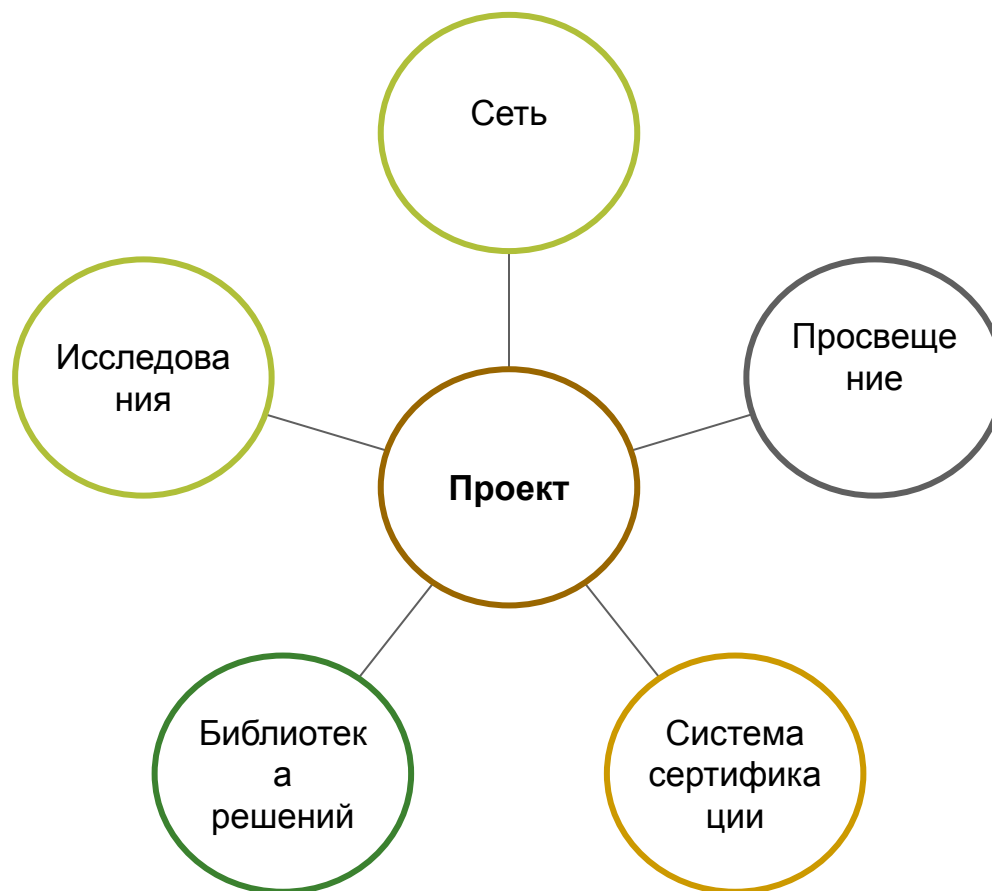 Сеть
Исследова
ния
Просвеще
ние
Проект
Библиотек
а
решений
Система
сертифика
ции